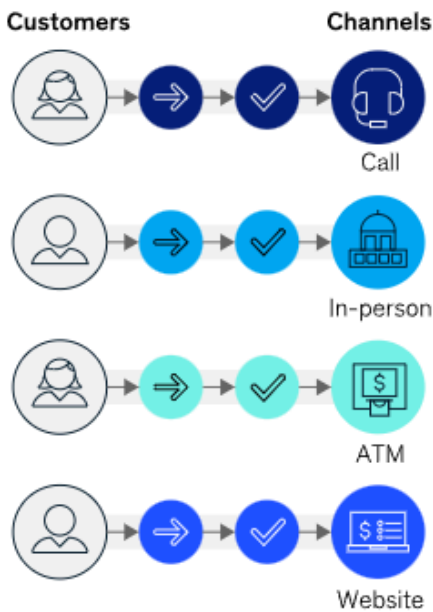 Customers Channels
Call
In-person
$
ATM
$
Website